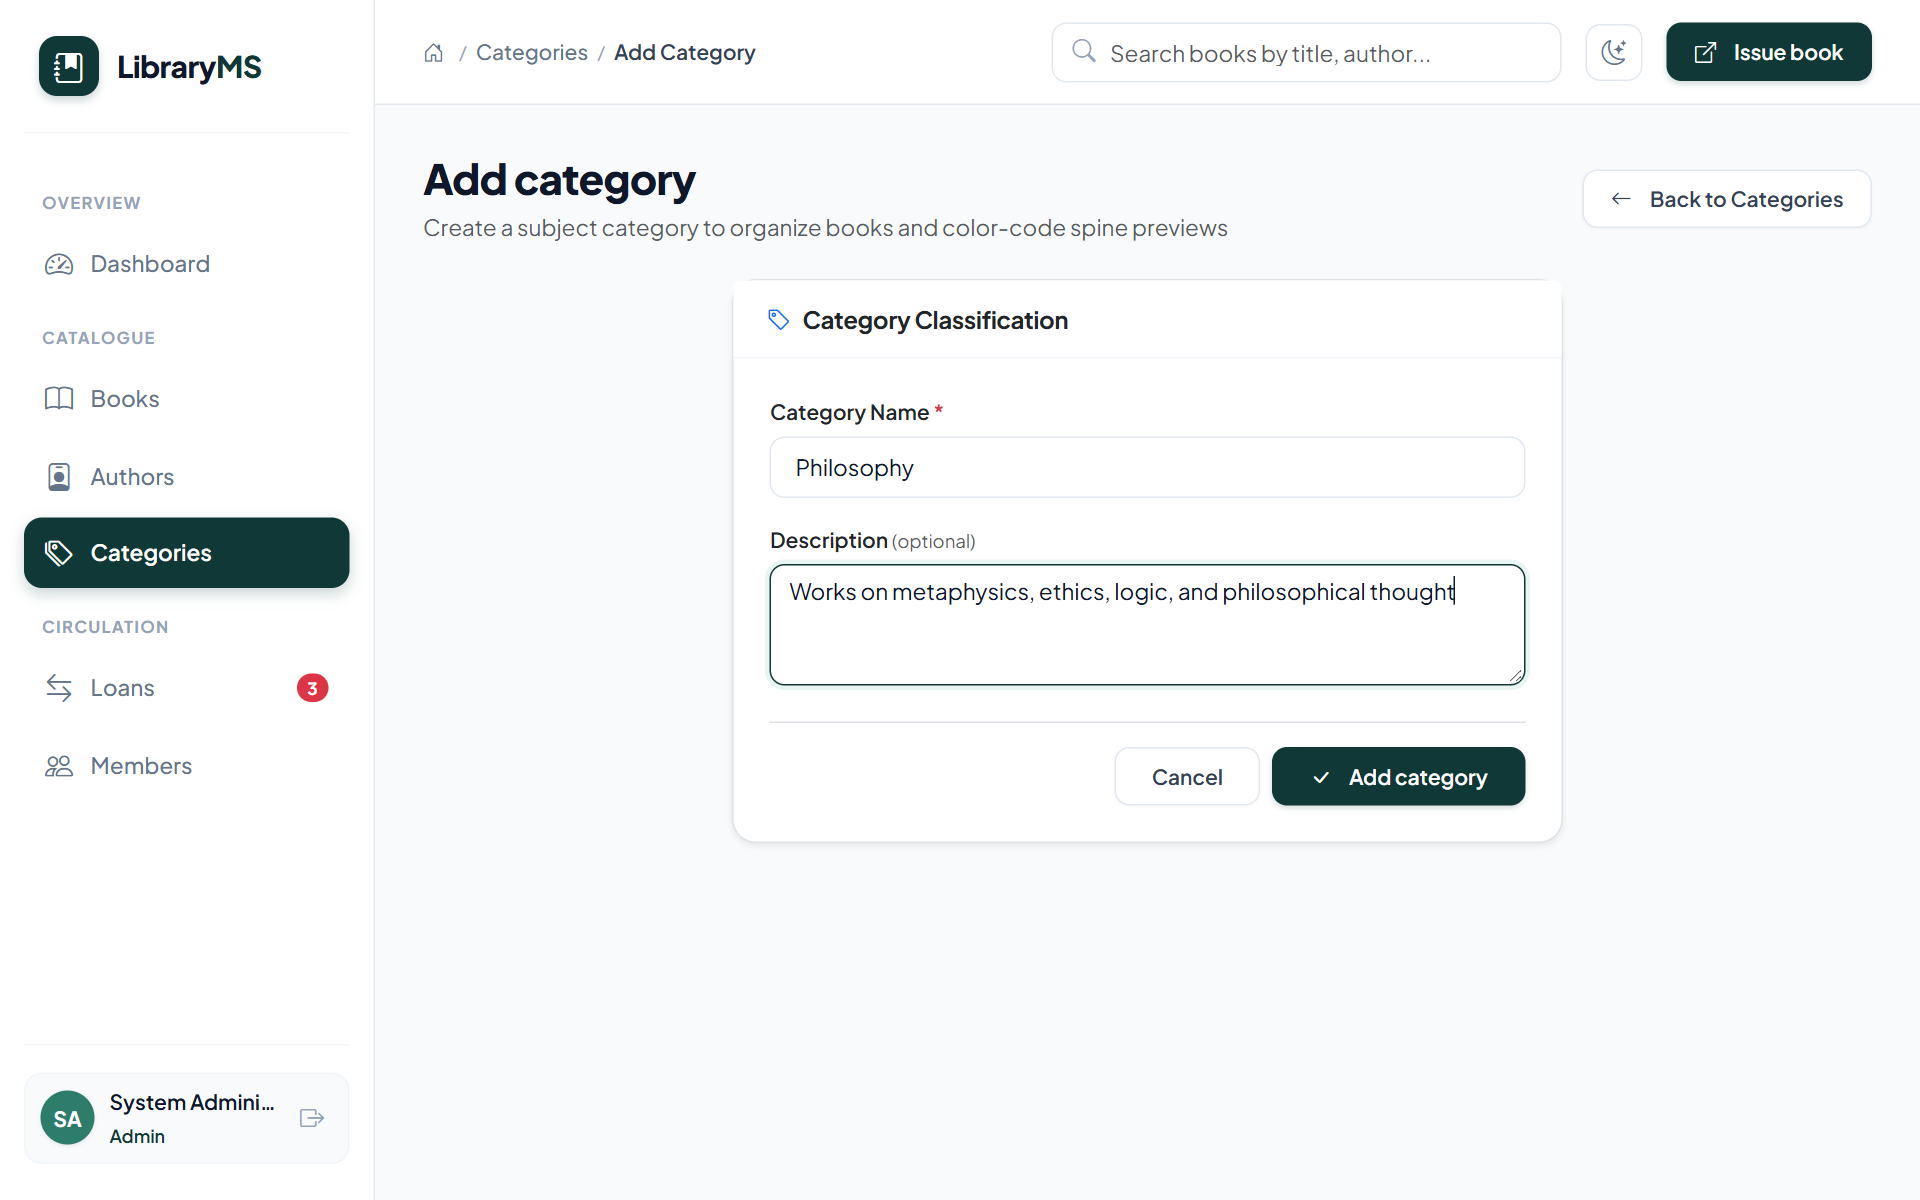 LibraryMS
/ Categories / Add Category
Search books by title, author...
Issue book
OVERVIEW
Dashboard
CATALOGUE
Books
Authors
Categories
CIRCULATION
Loans
3
Members
SA
System Admini...
Admin
Add category
Create a subject category to organize books and color-code spine previews
Back to Categories
Category Classification
Category Name *
Philosophy
Description (optional)
Works on metaphysics, ethics, logic, and philosophical thought
Cancel
Add category